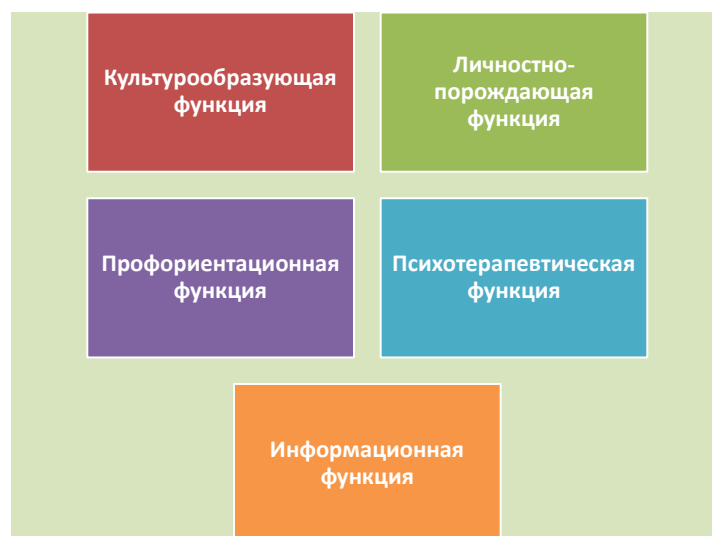 Культурообразующая
функция
Личностно-
порождающая
функция
Профориентационная
функция
Психотерапевтическая
функция
Информационная
функция